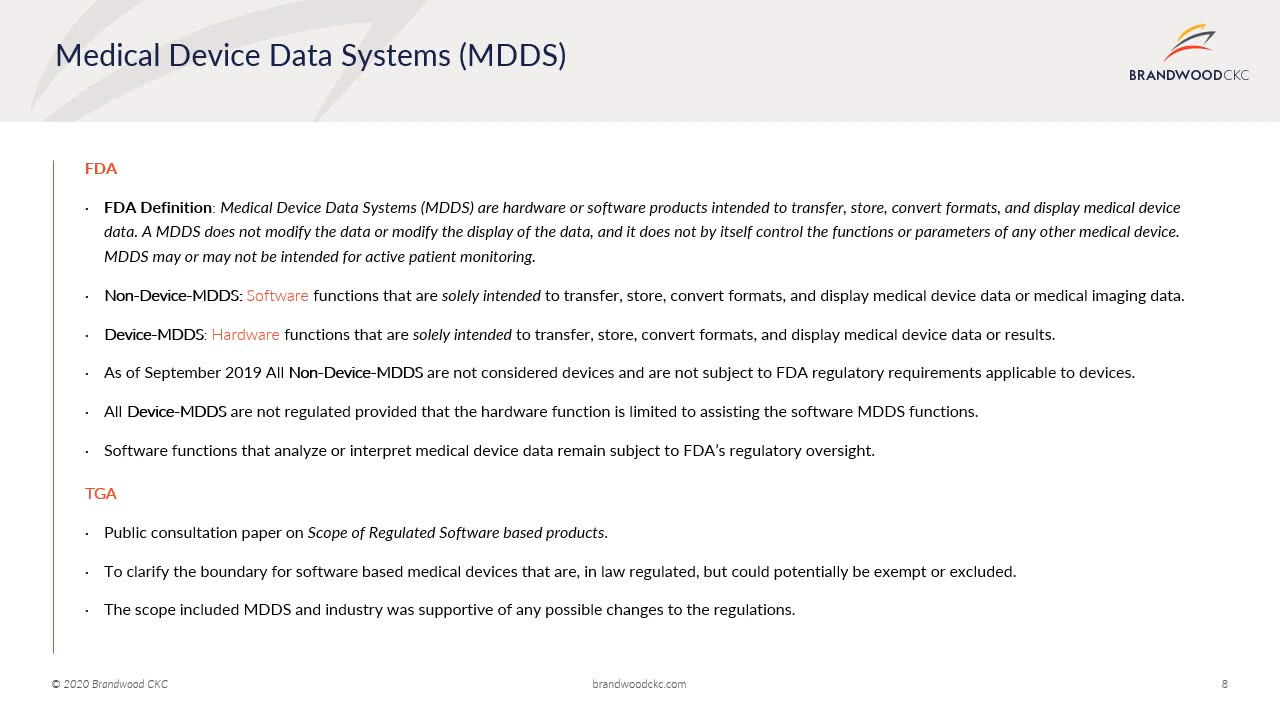 Medical Device Data Systems (MDDS)
BRANDWOODCKC
FDA
· FDA Definition: Medical Device Data Systems (MDDS) are hardware or software products intended to transfer, store, convert formats, and display medical device
data. A MDDS does not modify the data or modify the display of the data, and it does not by itself control the functions or parameters of any other medical device.
MDDS may or may not be intended for active patient monitoring.
· Non-Device-MDDS: Software functions that are solely intended to transfer, store, convert formats, and display medical device data or medical imaging data.
· Device-MDDS: Hardware functions that are solely intended to transfer, store, convert formats, and display medical device data or results.
· As of September 2019 All Non-Device-MDDS are not considered devices and are not subject to FDA regulatory requirements applicable to devices.
· All Device-MDDS are not regulated provided that the hardware function is limited to assisting the software MDDS functions.
· Software functions that analyze or interpret medical device data remain subject to FDA’s regulatory oversight.
TGA
· Public consultation paper on Scope of Regulated Software based products.
· To clarify the boundary for software based medical devices that are, in law regulated, but could potentially be exempt or excluded.
· The scope included MDDS and industry was supportive of any possible changes to the regulations.
© 2020 Brandwood CKC
brandwoodckc.com
8